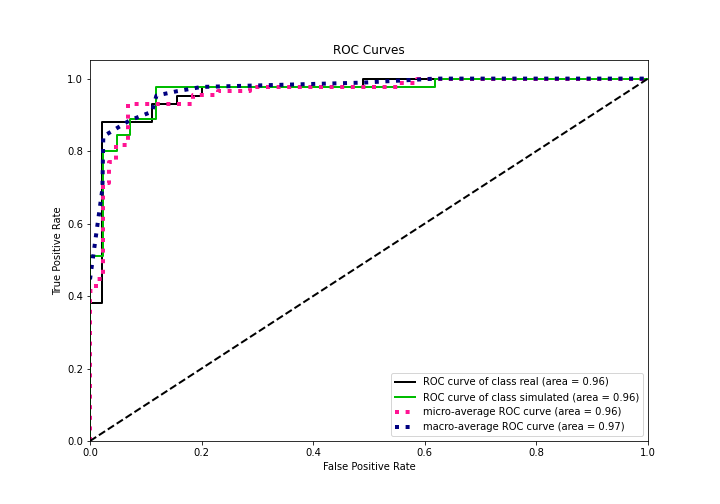 ROC Curves
1.0
0.8
0.6
0.4
0.2
0.0
True Positive Rate
0.0 0.2 0.4 0.6 0.8 1.0
False Positive Rate
ROC curve of class real (area = 0.96)
ROC curve of class simulated (area = 0.96)
micro-average ROC curve (area = 0.96)
macro-average ROC curve (area = 0.97)